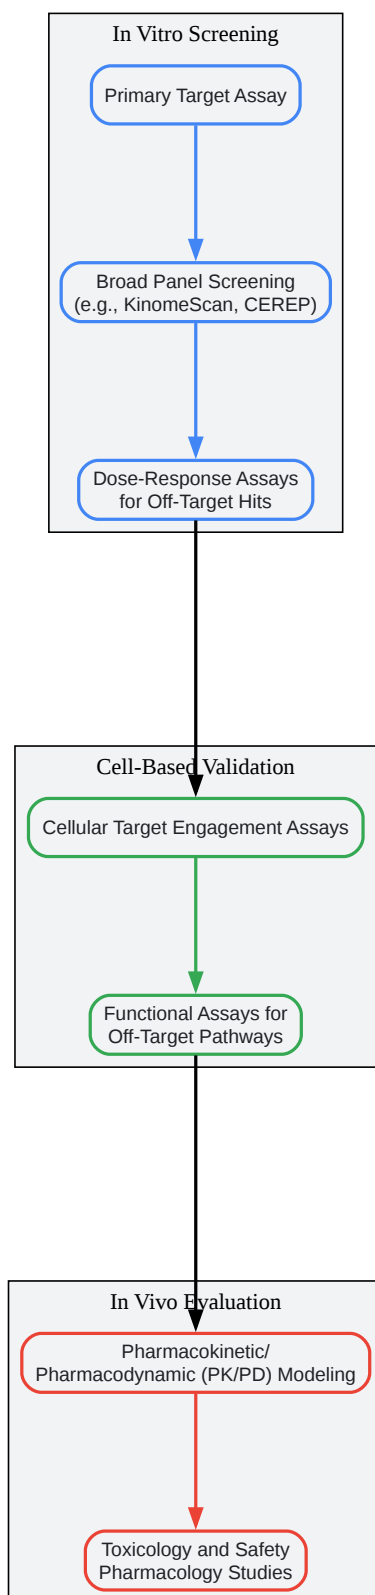 In Vitro Screening
Primary Target Assay
Broad Panel Screening
(e.g., KinomeScan, CEREP)
Dose-Response Assays
for Off-Target Hits
Cell-Based Validation
Cellular Target Engagement Assays
Functional Assays for
Off-Target Pathways
In Vivo Evaluation
Pharmacokinetic/
Pharmacodynamic (PK/PD) Modeling
Toxicology and Safety
Pharmacology Studies